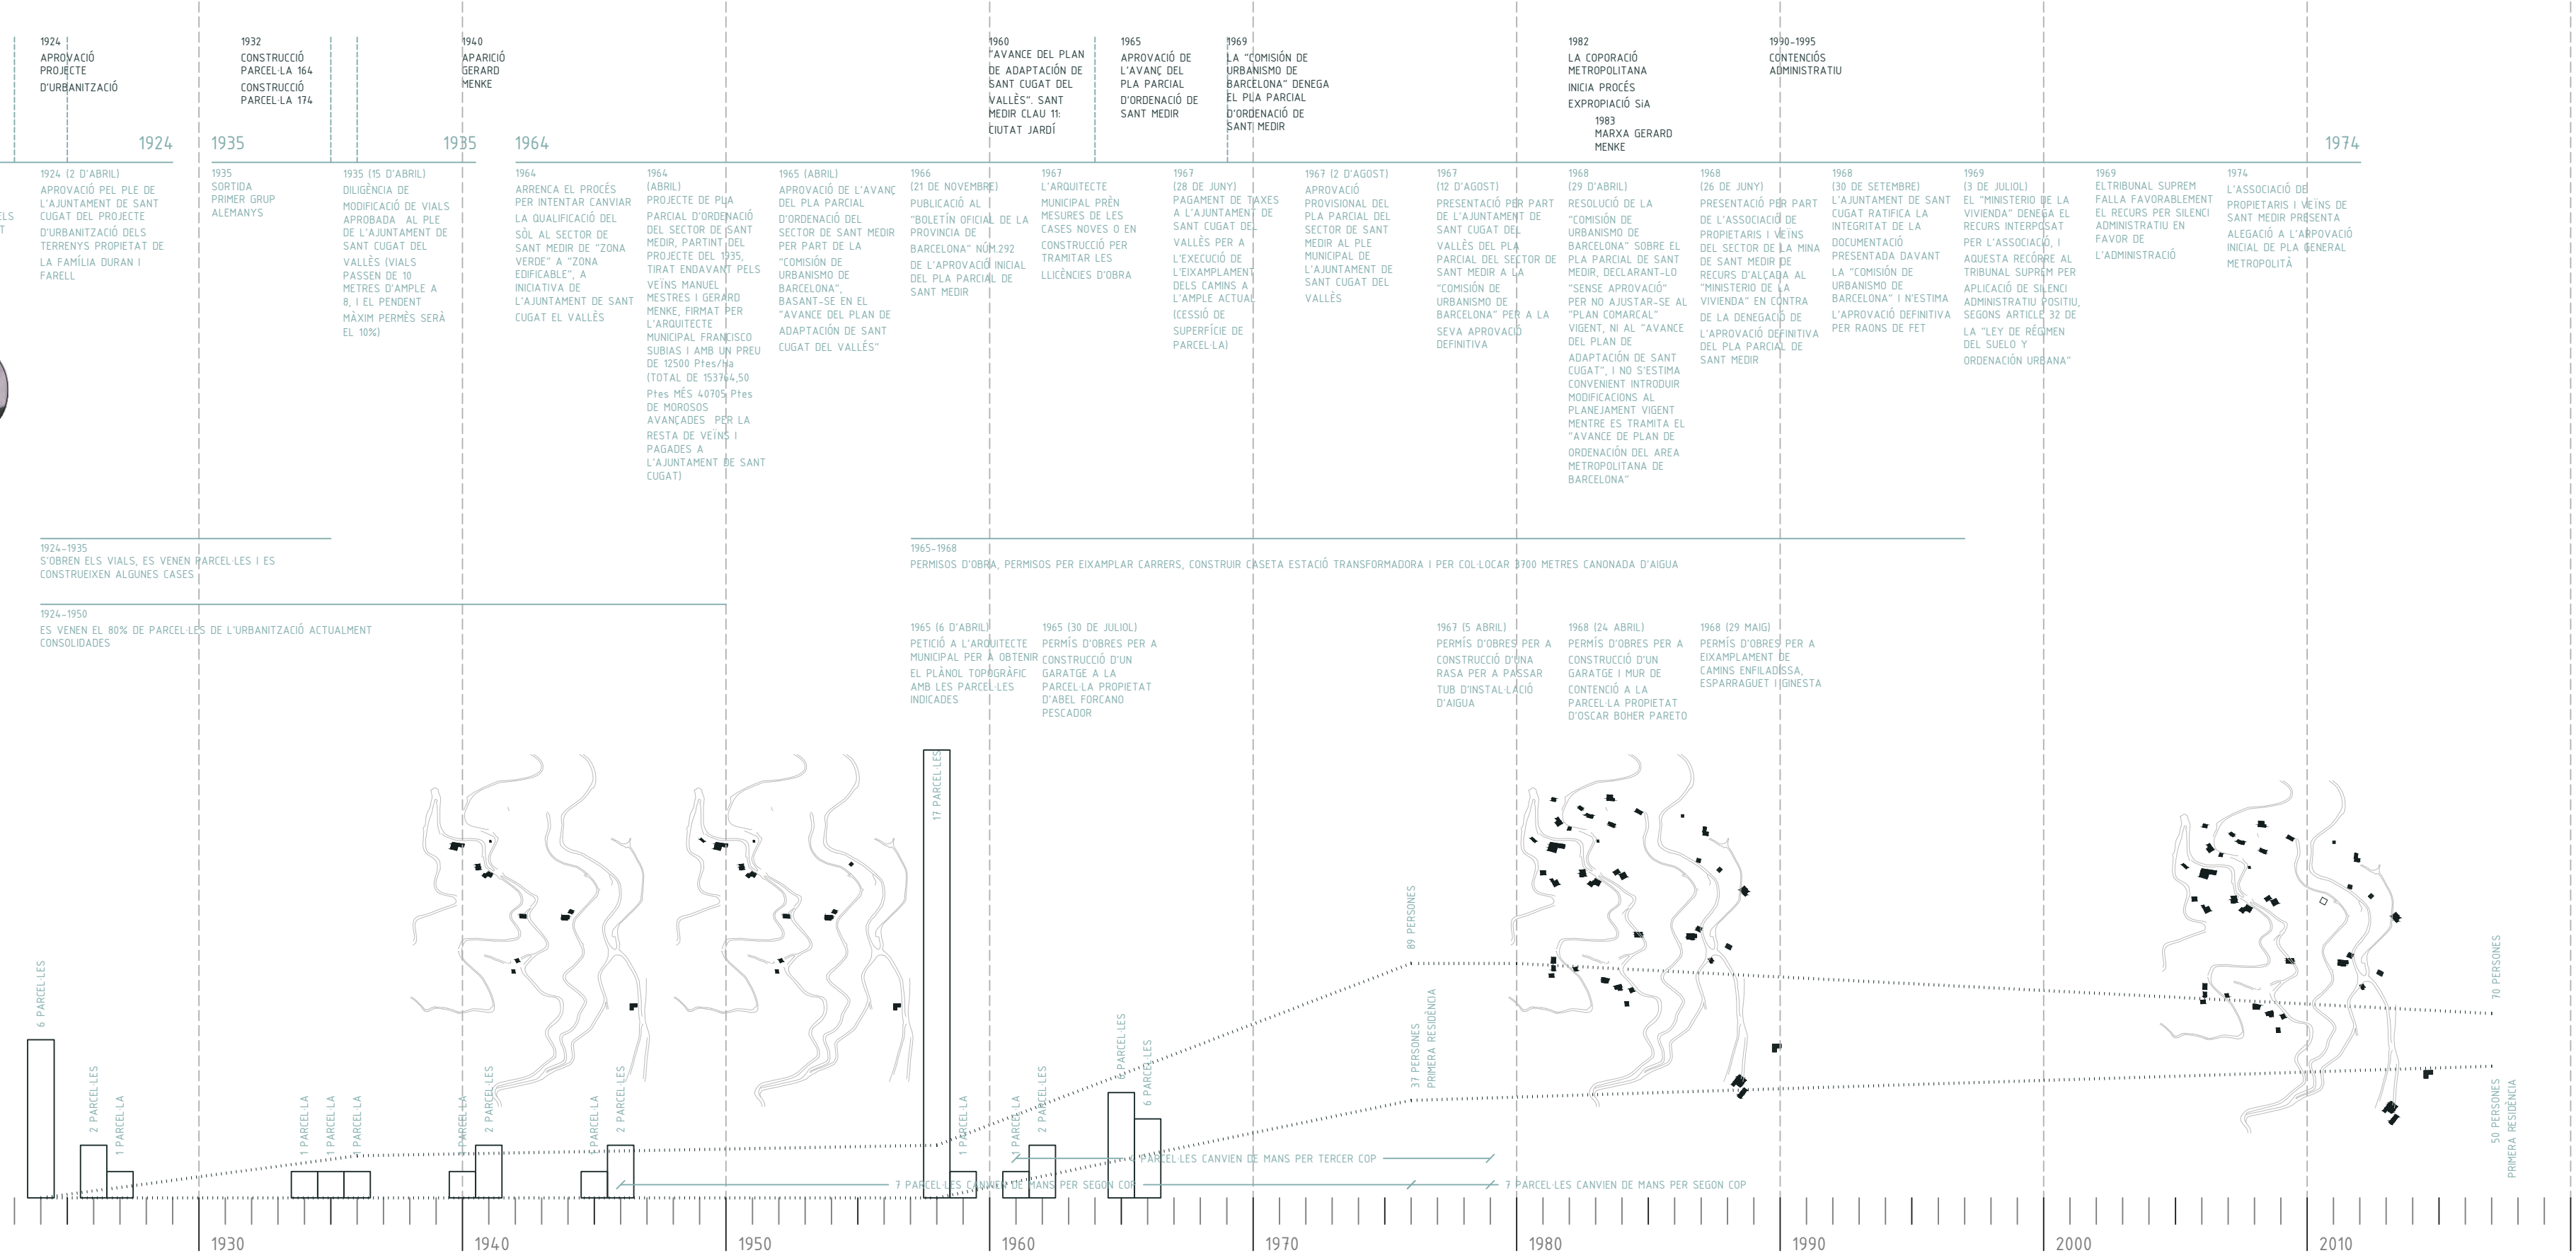 1924
APROVACIÓ
PROJECTE
D'URBANITZACIÓ
1932
CONSTRUCCIÓ
PARCEL·LA 164
CONSTRUCCIÓ
PARCEL·LA 174
1940
APARICIÓ
GERARD
MENKE
1960
"AVANCE DEL PLAN
DE ADAPTACIÓN DE
SANT CUGAT DEL
VALLÈS". SANT
MEDIR CLAU 11:
CIUTAT JARDÍ
1965
APROVACIÓ DE
L'AVANÇ DEL
PLA PARCIAL
D'ORDENACIÓ DE
SANT MEDIR
1969
LA "COMISIÓN DE
URBANISMO DE
BARCELONA" DENEGA
EL PLA PARCIAL
D'ORDENACIÓ DE
SANT MEDIR
1982
LA COPORACIÓ
METROPOLITANA
INICIA PROCÉS
EXPROPIACIÓ SiA
1983
MARXA GERARD
MENKE
1990-1995
CONTENCIÓS
ADMINISTRATIU
1924
1935
1935
1964
1974
1924 (2 D'ABRIL)
APROVACIÓ PEL PLE DE
L'AJUNTAMENT DE SANT
CUGAT DEL PROJECTE
D'URBANITZACIÓ DELS
TERRENYS PROPIETAT DE
LA FAMÍLIA DURAN I
FARELL
1935
SORTIDA
PRIMER GRUP
ALEMANYS
1935 (15 D'ABRIL)
DILIGÈNCIA DE
MODIFICACIÓ DE VIALS
APROBADA AL PLE
DE L'AJUNTAMENT DE
SANT CUGAT DEL
VALLÈS (VIALS
PASSEN DE 10
METRES D'AMPLE A
8, I EL PENDENT
MÀXIM PERMÈS SERÀ
EL 10%)
1964
ARRENCA EL PROCÉS
PER INTENTAR CANVIAR
LA QUALIFICACIÓ DEL
SÒL AL SECTOR DE
SANT MEDIR DE "ZONA
VERDE" A "ZONA
EDIFICABLE", A
INICIATIVA DE
L'AJUNTAMENT DE SANT
CUGAT EL VALLÈS
1964
(ABRIL)
PROJECTE DE PLA
PARCIAL D'ORDENACIÓ
DEL SECTOR DE SANT
MEDIR, PARTINT DEL
PROJECTE DEL 1935,
TIRAT ENDAVANT PELS
VEÏNS MANUEL
MESTRES I GERARD
MENKE, FIRMAT PER
L'ARQUITECTE
MUNICIPAL FRANCISCO
SUBIAS I AMB UN PREU
DE 12500 Ptes/Ha
(TOTAL DE 153764,50
Ptes MÉS 40705 Ptes
DE MOROSOS
AVANÇADES PER LA
RESTA DE VEÏNS I
PAGADES A
L'AJUNTAMENT DE SANT
CUGAT)
1965 (ABRIL)
APROVACIÓ DE L'AVANÇ
DEL PLA PARCIAL
D'ORDENACIÓ DEL
SECTOR DE SANT MEDIR
PER PART DE LA
"COMISIÓN DE
URBANISMO DE
BARCELONA",
BASANT-SE EN EL
"AVANCE DEL PLAN DE
ADAPTACIÓN DE SANT
CUGAT DEL VALLÉS"
1966
(21 DE NOVEMBRE)
PUBLICACIÓ AL
"BOLETÍN OFICIAL DE LA
PROVINCIA DE
BARCELONA" NÚM.292
DE L'APROVACIÓ INICIAL
DEL PLA PARCIAL DE
SANT MEDIR
1967
L'ARQUITECTE
MUNICIPAL PRÈN
MESURES DE LES
CASES NOVES O EN
CONSTRUCCIÓ PER
TRAMITAR LES
LLICÈNCIES D'OBRA
1967
(28 DE JUNY)
PAGAMENT DE TAXES
A L'AJUNTAMENT DE
SANT CUGAT DEL
VALLÈS PER A
L'EXECUCIÓ DE
L'EIXAMPLAMENT
DELS CAMINS A
L'AMPLE ACTUAL
(CESSIÓ DE
SUPERFÍCIE DE
PARCEL·LA)
1967 (2 D'AGOST)
APROVACIÓ
PROVISIONAL DEL
PLA PARCIAL DEL
SECTOR DE SANT
MEDIR AL PLE
MUNICIPAL DE
L'AJUNTAMENT DE
SANT CUGAT DEL
VALLÈS
1967
(12 D'AGOST)
PRESENTACIÓ PER PART
DE L'AJUNTAMENT DE
SANT CUGAT DEL
VALLÈS DEL PLA
PARCIAL DEL SECTOR DE
SANT MEDIR A LA
"COMISIÓN DE
URBANISMO DE
BARCELONA" PER A LA
SEVA APROVACIÓ
DEFINITIVA
1968
(29 D'ABRIL)
RESOLUCIÓ DE LA
"COMISIÓN DE
URBANISMO DE
BARCELONA" SOBRE EL
PLA PARCIAL DE SANT
MEDIR, DECLARANT-LO
"SENSE APROVACIÓ"
PER NO AJUSTAR-SE AL
"PLAN COMARCAL"
VIGENT, NI AL "AVANCE
DEL PLAN DE
ADAPTACIÓN DE SANT
CUGAT", I NO S'ESTIMA
CONVENIENT INTRODUIR
MODIFICACIONS AL
PLANEJAMENT VIGENT
MENTRE ES TRAMITA EL
"AVANCE DE PLAN DE
ORDENACIÓN DEL AREA
METROPOLITANA DE
BARCELONA"
1968
(26 DE JUNY)
PRESENTACIÓ PER PART
DE L'ASSOCIACIÓ DE
PROPIETARIS I VEÏNS
DEL SECTOR DE LA MINA
DE SANT MEDIR DE
RECURS D'ALÇADA AL
"MINISTERIO DE LA
VIVIENDA" EN CONTRA
DE LA DENEGACIÓ DE
L'APROVACIÓ DEFINITIVA
DEL PLA PARCIAL DE
SANT MEDIR
1968
(30 DE SETEMBRE)
L'AJUNTAMENT DE SANT
CUGAT RATIFICA LA
INTEGRITAT DE LA
DOCUMENTACIÓ
PRESENTADA DAVANT
LA "COMISIÓN DE
URBANISMO DE
BARCELONA" I N'ESTIMA
L'APROVACIÓ DEFINITIVA
PER RAONS DE FET
1969
(3 DE JULIOL)
EL "MINISTERIO DE LA
VIVIENDA" DENEGA EL
RECURS INTERPOSAT
PER L'ASSOCIACIÓ, I
AQUESTA RECÓRRE AL
TRIBUNAL SUPREM PER
APLICACIÓ DE SILENCI
ADMINISTRATIU POSITIU,
SEGONS ARTICLE 32 DE
LA "LEY DE RÉGIMEN
DEL SUELO Y
ORDENACIÓN URBANA"
1969
ELTRIBUNAL SUPREM
FALLA FAVORABLEMENT
EL RECURS PER SILENCI
ADMINISTRATIU EN
FAVOR DE
L'ADMINISTRACIÓ
1974
L'ASSOCIACIÓ DE
PROPIETARIS I VEÏNS DE
SANT MEDIR PRESENTA
ALEGACIÓ A L'ARPOVACIÓ
INICIAL DE PLA GENERAL
METROPOLITÀ
1924-1935
S'OBREN ELS VIALS, ES VENEN PARCEL·LES I ES
CONSTRUEIXEN ALGUNES CASES
1965-1968
PERMISOS D'OBRA, PERMISOS PER EIXAMPLAR CARRERS, CONSTRUIR CASETA ESTACIÓ TRANSFORMADORA I PER COL·LOCAR 3700 METRES CANONADA D'AIGUA
1924-1950
ES VENEN EL 80% DE PARCEL·LES DE L'URBANITZACIÓ ACTUALMENT
CONSOLIDADES
1965 (6 D'ABRIL)
PETICIÓ A L'ARQUITECTE
MUNICIPAL PER A OBTENIR
EL PLÀNOL TOPOGRÀFIC
AMB LES PARCEL·LES
INDICADES
1965 (30 DE JULIOL)
PERMÍS D'OBRES PER A
CONSTRUCCIÓ D'UN
GARATGE A LA
PARCEL·LA PROPIETAT
D'ABEL FORCANO
PESCADOR
1967 (5 ABRIL)
PERMÍS D'OBRES PER A
CONSTRUCCIÓ D'UNA
RASA PER A PASSAR
TUB D'INSTAL·LACIÓ
D'AIGUA
1968 (24 ABRIL)
PERMÍS D'OBRES PER A
CONSTRUCCIÓ D'UN
GARATGE I MUR DE
CONTENCIÓ A LA
PARCEL·LA PROPIETAT
D'OSCAR BOHER PARETO
1968 (29 MAIG)
PERMÍS D'OBRES PER A
EIXAMPLAMENT DE
CAMINS ENFILADISSA,
ESPARRAGUET I GINESTA
6 PARCEL·LES
2 PARCEL·LES
1 PARCEL·LA
1 PARCEL·LA
1 PARCEL·LA
1 PARCEL·LA
1 PARCEL·LA
2 PARCEL·LES
1 PARCEL·LA
2 PARCEL·LES
17 PARCEL·LES
1 PARCEL·LA
1 PARCEL·LA
2 PARCEL·LES
PARCEL·LES
6 PARCEL·LES
89 PERSONES
37 PERSONES
PRIMERA RESIDÈNCIA
70 PERSONES
50 PERSONES
PRIMERA RESIDÈNCIA
PARCEL·LES CANVIEN DE MANS PER TERCER COP
7 PARCEL·LES CANVIEN DE MANS PER SEGON COP
7 PARCEL·LES CANVIEN DE MANS PER SEGON COP
1930
1940
1950
1960
1970
1980
1990
2000
2010